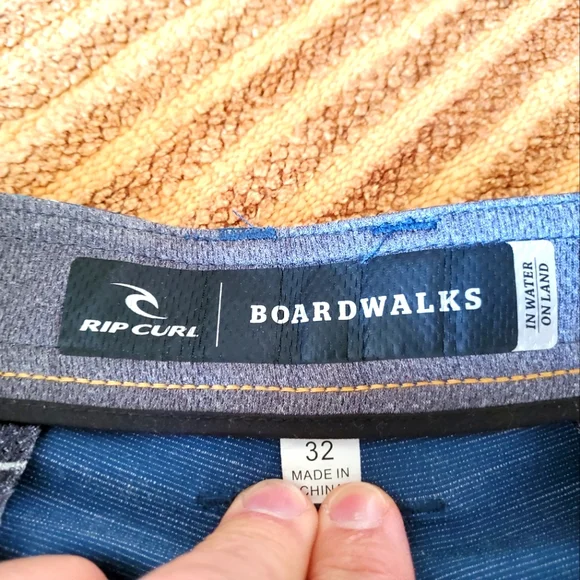 RIP CURL
BOARDWALKS
IN WATER
ON LAND
32
MADE IN
CHINA